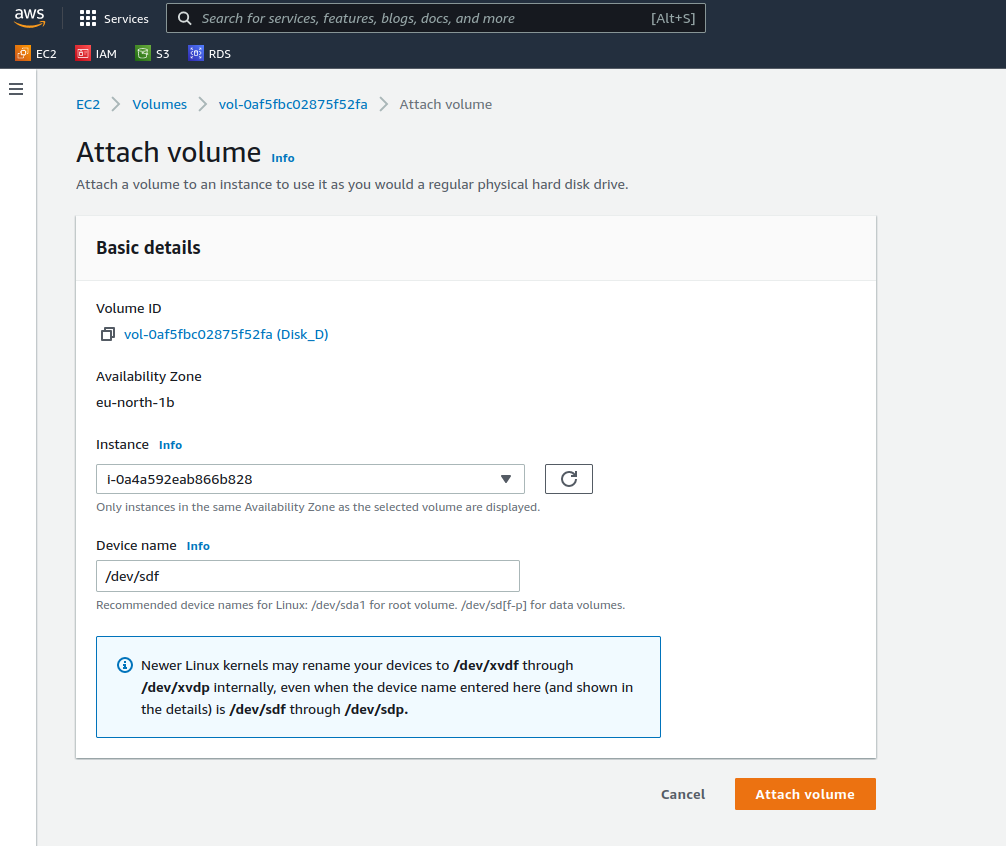 aws
Services
Search for services, features, blogs, docs, and more
[Alt+S]
EC2
IAM
S3
RDS
EC2
Volumes
vol-0af5fbc02875f52fa
Attach volume
Attach volume Info
Attach a volume to an instance to use it as you would a regular physical hard disk drive.
Basic details
Volume ID
vol-0af5fbc02875f52fa (Disk_D)
Availability Zone
eu-north-1b
Instance Info
i-0a4a592eab866b828
Only instances in the same Availability Zone as the selected volume are displayed.
Device name Info
/dev/sdf
Recommended device names for Linux: /dev/sda1 for root volume. /dev/sd[f-p] for data volumes.
Newer Linux kernels may rename your devices to /dev/xvdf through
/dev/xvdp internally, even when the device name entered here (and shown in
the details) is /dev/sdf through /dev/sdp.
Cancel
Attach volume